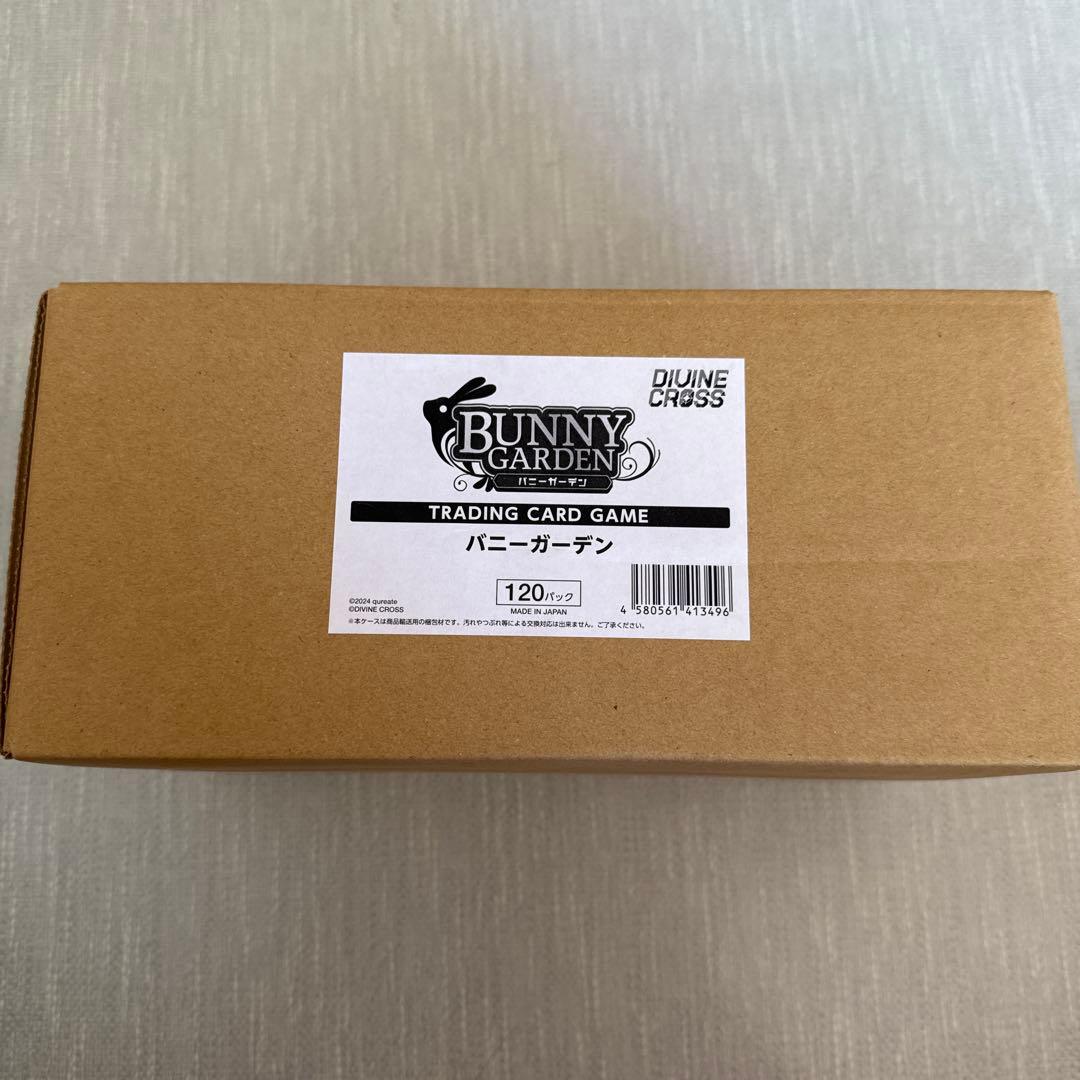 DIVINE
CROSS
BUNNY
GARDEN
バニーガーデン
TRADING CARD GAME
バニーガーデン
120パック
MADE IN JAPAN
©2024 qureate
©DIVINE CROSS
4 580561 413496
※本ケースは商品輸送用の梱包材です。汚れやつぶれ等による交換対応は出来ません。ご了承ください。